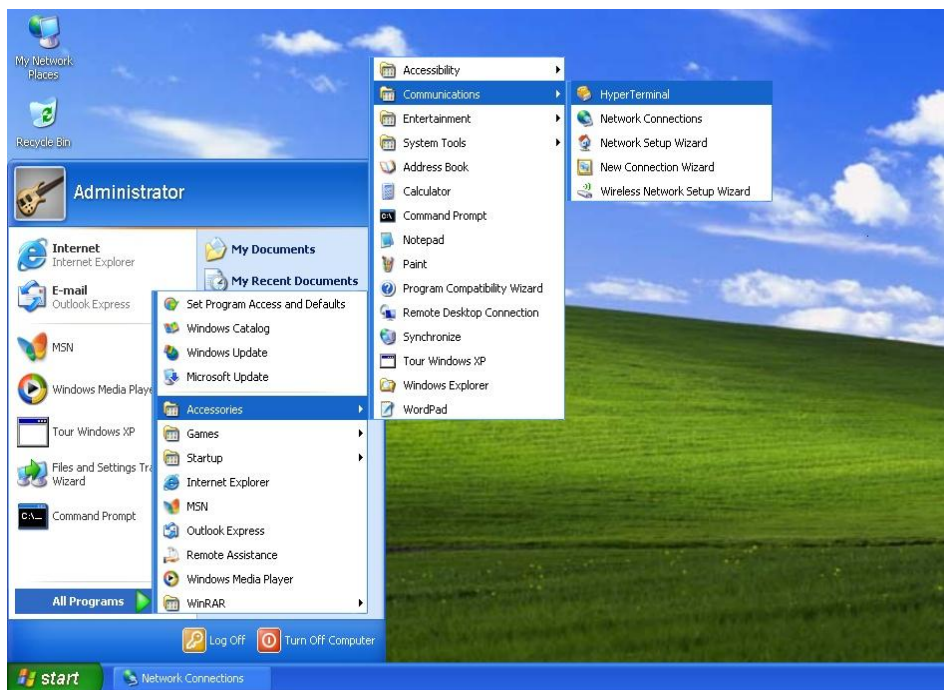 My Network
Places
Recycle Bin
Administrator
Internet
Internet Explorer
E-mail
Outlook Express
MSN
Windows Media Playe
Tour Windows XP
Files and Settings Tra
Wizard
Command Prompt
All Programs
My Documents
My Recent Documents
Set Program Access and Defaults
Windows Catalog
Windows Update
Microsoft Update
Accessories
Games
Startup
Internet Explorer
MSN
Outlook Express
Remote Assistance
Windows Media Player
WinRAR
Accessibility
Communications
Entertainment
System Tools
Address Book
Calculator
Command Prompt
Notepad
Paint
Program Compatibility Wizard
Remote Desktop Connection
Synchronize
Tour Windows XP
Windows Explorer
WordPad
HyperTerminal
Network Connections
Network Setup Wizard
New Connection Wizard
Wireless Network Setup Wizard
Log Off
Turn Off Computer
start
Network Connections